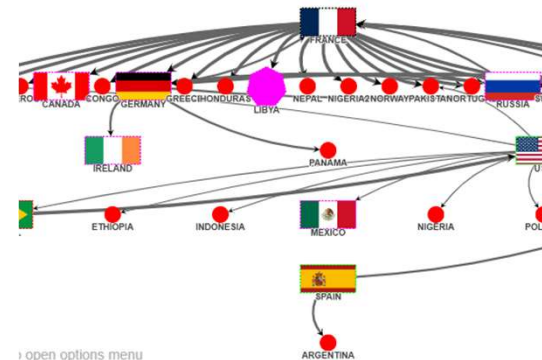 FRANCE
CANADA
CONGO
GERMANY
GREECE
HONDURAS
LIBYA
NEPAL
NIGERIA2
NORWAY
PAKISTAN
RUSSIA
IRELAND
PANAMA
ETHIOPIA
INDONESIA
MEXICO
NIGERIA
POL
SPAIN
ARGENTINA
open options menu